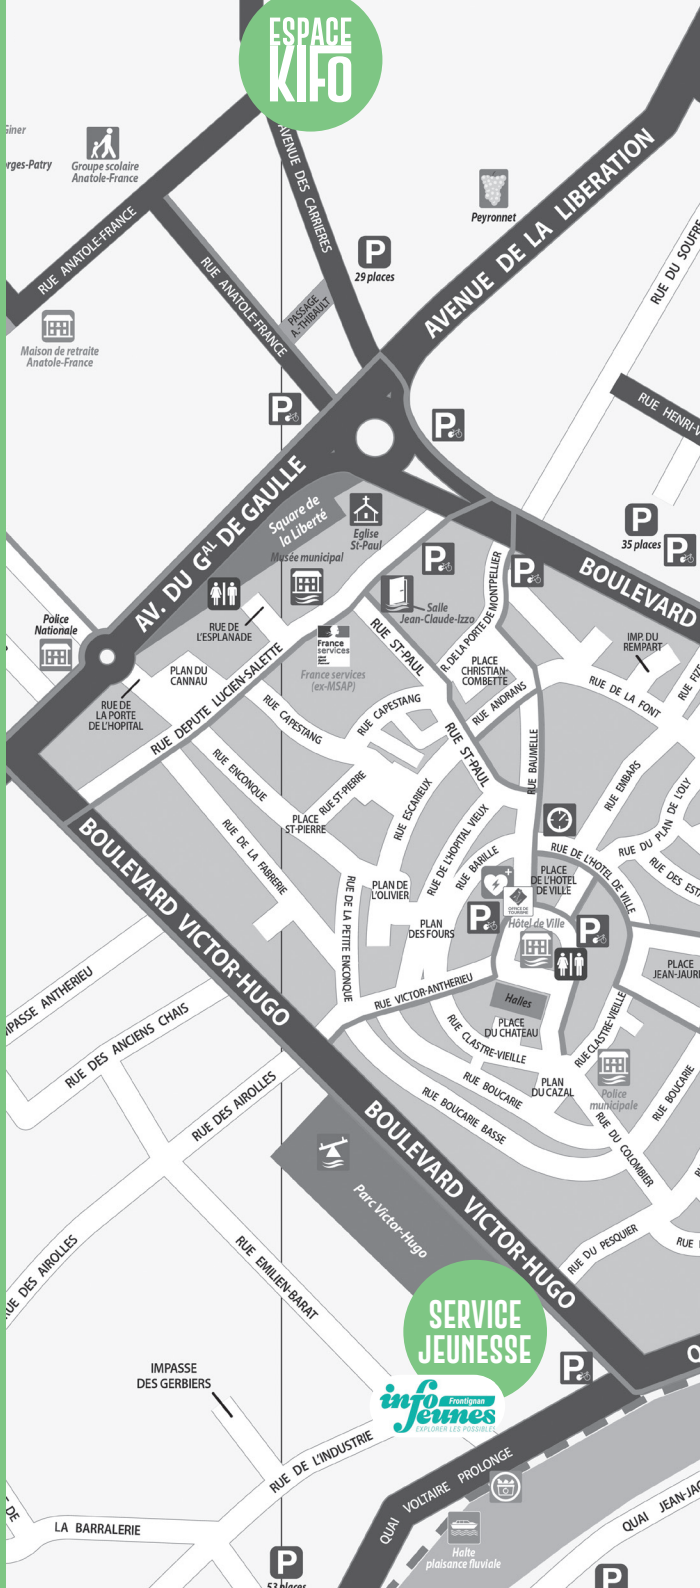 ESPACE
KIFO
Giner
rges-Patry
Groupe scolaire
Anatole-France
AVENUE DES CARRIERES
AVENUE DE LA LIBERATION
Peyronnet
P
29 places
RUE ANATOLE-FRANCE
RUE ANATOLE-FRANCE
PASSAGE
A.-THIBAULT
RUE DU SOUFRE
Maison de retraite
Anatole-France
P
P
RUE HENRI-V
AV. DU GAL DE GAULLE
Square de
la Liberté
Eglise
St-Paul
P
35 places
P
Musée municipal
P
P
BOULEVARD
Police
Nationale
RUE DE
L'ESPLANADE
Salle
Jean-Claude-Izzo
R. DE LA PORTE DE MONTPELLIER
IMP. DU
REMPART
France
services
France services
(ex-MSAP)
RUE ST-PAUL
PLACE
CHRISTIAN-
COMBETTE
PLAN DU
CANNAU
RUE DE
LA PORTE
DE L'HOPITAL
RUE DEPUTE LUCIEN-SALETTE
RUE CAPESTANG
RUE CAPESTANG
RUE ANDRANS
RUE DE LA FONT
RUE FIZ
RUE ST-PAUL
RUE BAUMELLE
RUE ENCONQUE
RUE ST-PIERRE
PLACE
ST-PIERRE
RUE ESCARIEUX
RUE EMBARS
RUE DU PLAN DE L'OLY
RUE DE L'HOPITAL VIEUX
RUE BARILLE
RUE DE L'HOTEL DE VILLE
RUE DES EST
RUE DE LA FABRERIE
PLACE
DE L'HOTEL
DE VILLE
OFFICE DE
TOURISME
PLAN DE
L'OLIVIER
RUE DE LA PETITE ENCONQUE
PLAN
DES FOURS
P
Hôtel de Ville
P
BOULEVARD VICTOR-HUGO
PLACE
JEAN-JAUR
IMPASSE ANTHÉRIEU
RUE VICTOR-ANTHERIEU
Halles
PLACE
DU CHATEAU
RUE CLASTRE-VIEILLE
RUE CLASTRE-VIEILLE
RUE DES ANCIENS CHAIS
RUE DES AIROLLES
RUE BOUCARIE
RUE BOUCARIE BASSE
PLAN
DU CAZAL
Police
municipale
RUE BOUCARIE
RUE DU COLOMBIER
BOULEVARD VICTOR-HUGO
Parc Victor-Hugo
RUE DU PESQUIER
RUE
RUE DES AIROLLES
RUE EMILIEN-BARAT
SERVICE
JEUNESSE
IMPASSE
DES GERBIERS
P
info
Jeunes
Frontignan
EXPLORER LES POSSIBLES
RUE DE L'INDUSTRIE
QUAI VOLTAIRE PROLONGE
DE
LA BARRALERIE
Halte
plaisance fluviale
QUAI JEAN-JAC
P
53 places
P